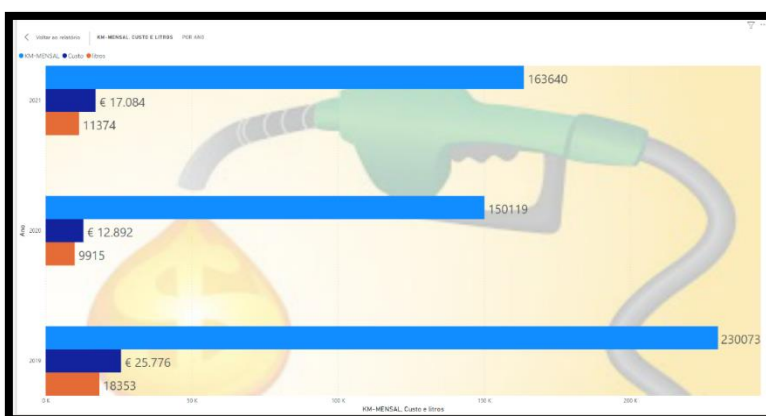 Voltar ao relatório KM-MENSAL, CUSTO E LITROS POR ANO
KM-MENSAL Custo litros
163640
2021
€ 17.084
11374
150119
2020
€ 12.892
9915
Ano
230073
2019
€ 25.776
18353
0 K 50 K 100 K 150 K 200 K
KM-MENSAL, Custo e litros